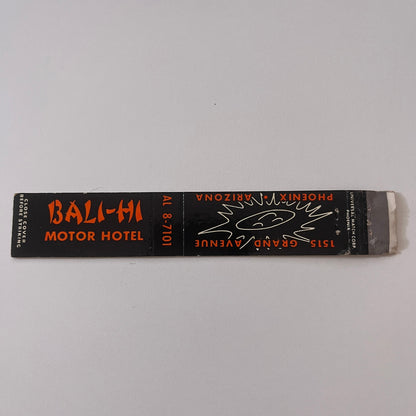 CLOSE COVER
BEFORE STRIKING
BALI-HI
MOTOR HOTEL
AL 8-7101
1515 GRAND AVENUE
PHOENIX, ARIZONA
UNIVERSAL MATCH CORP.
PHOENIX